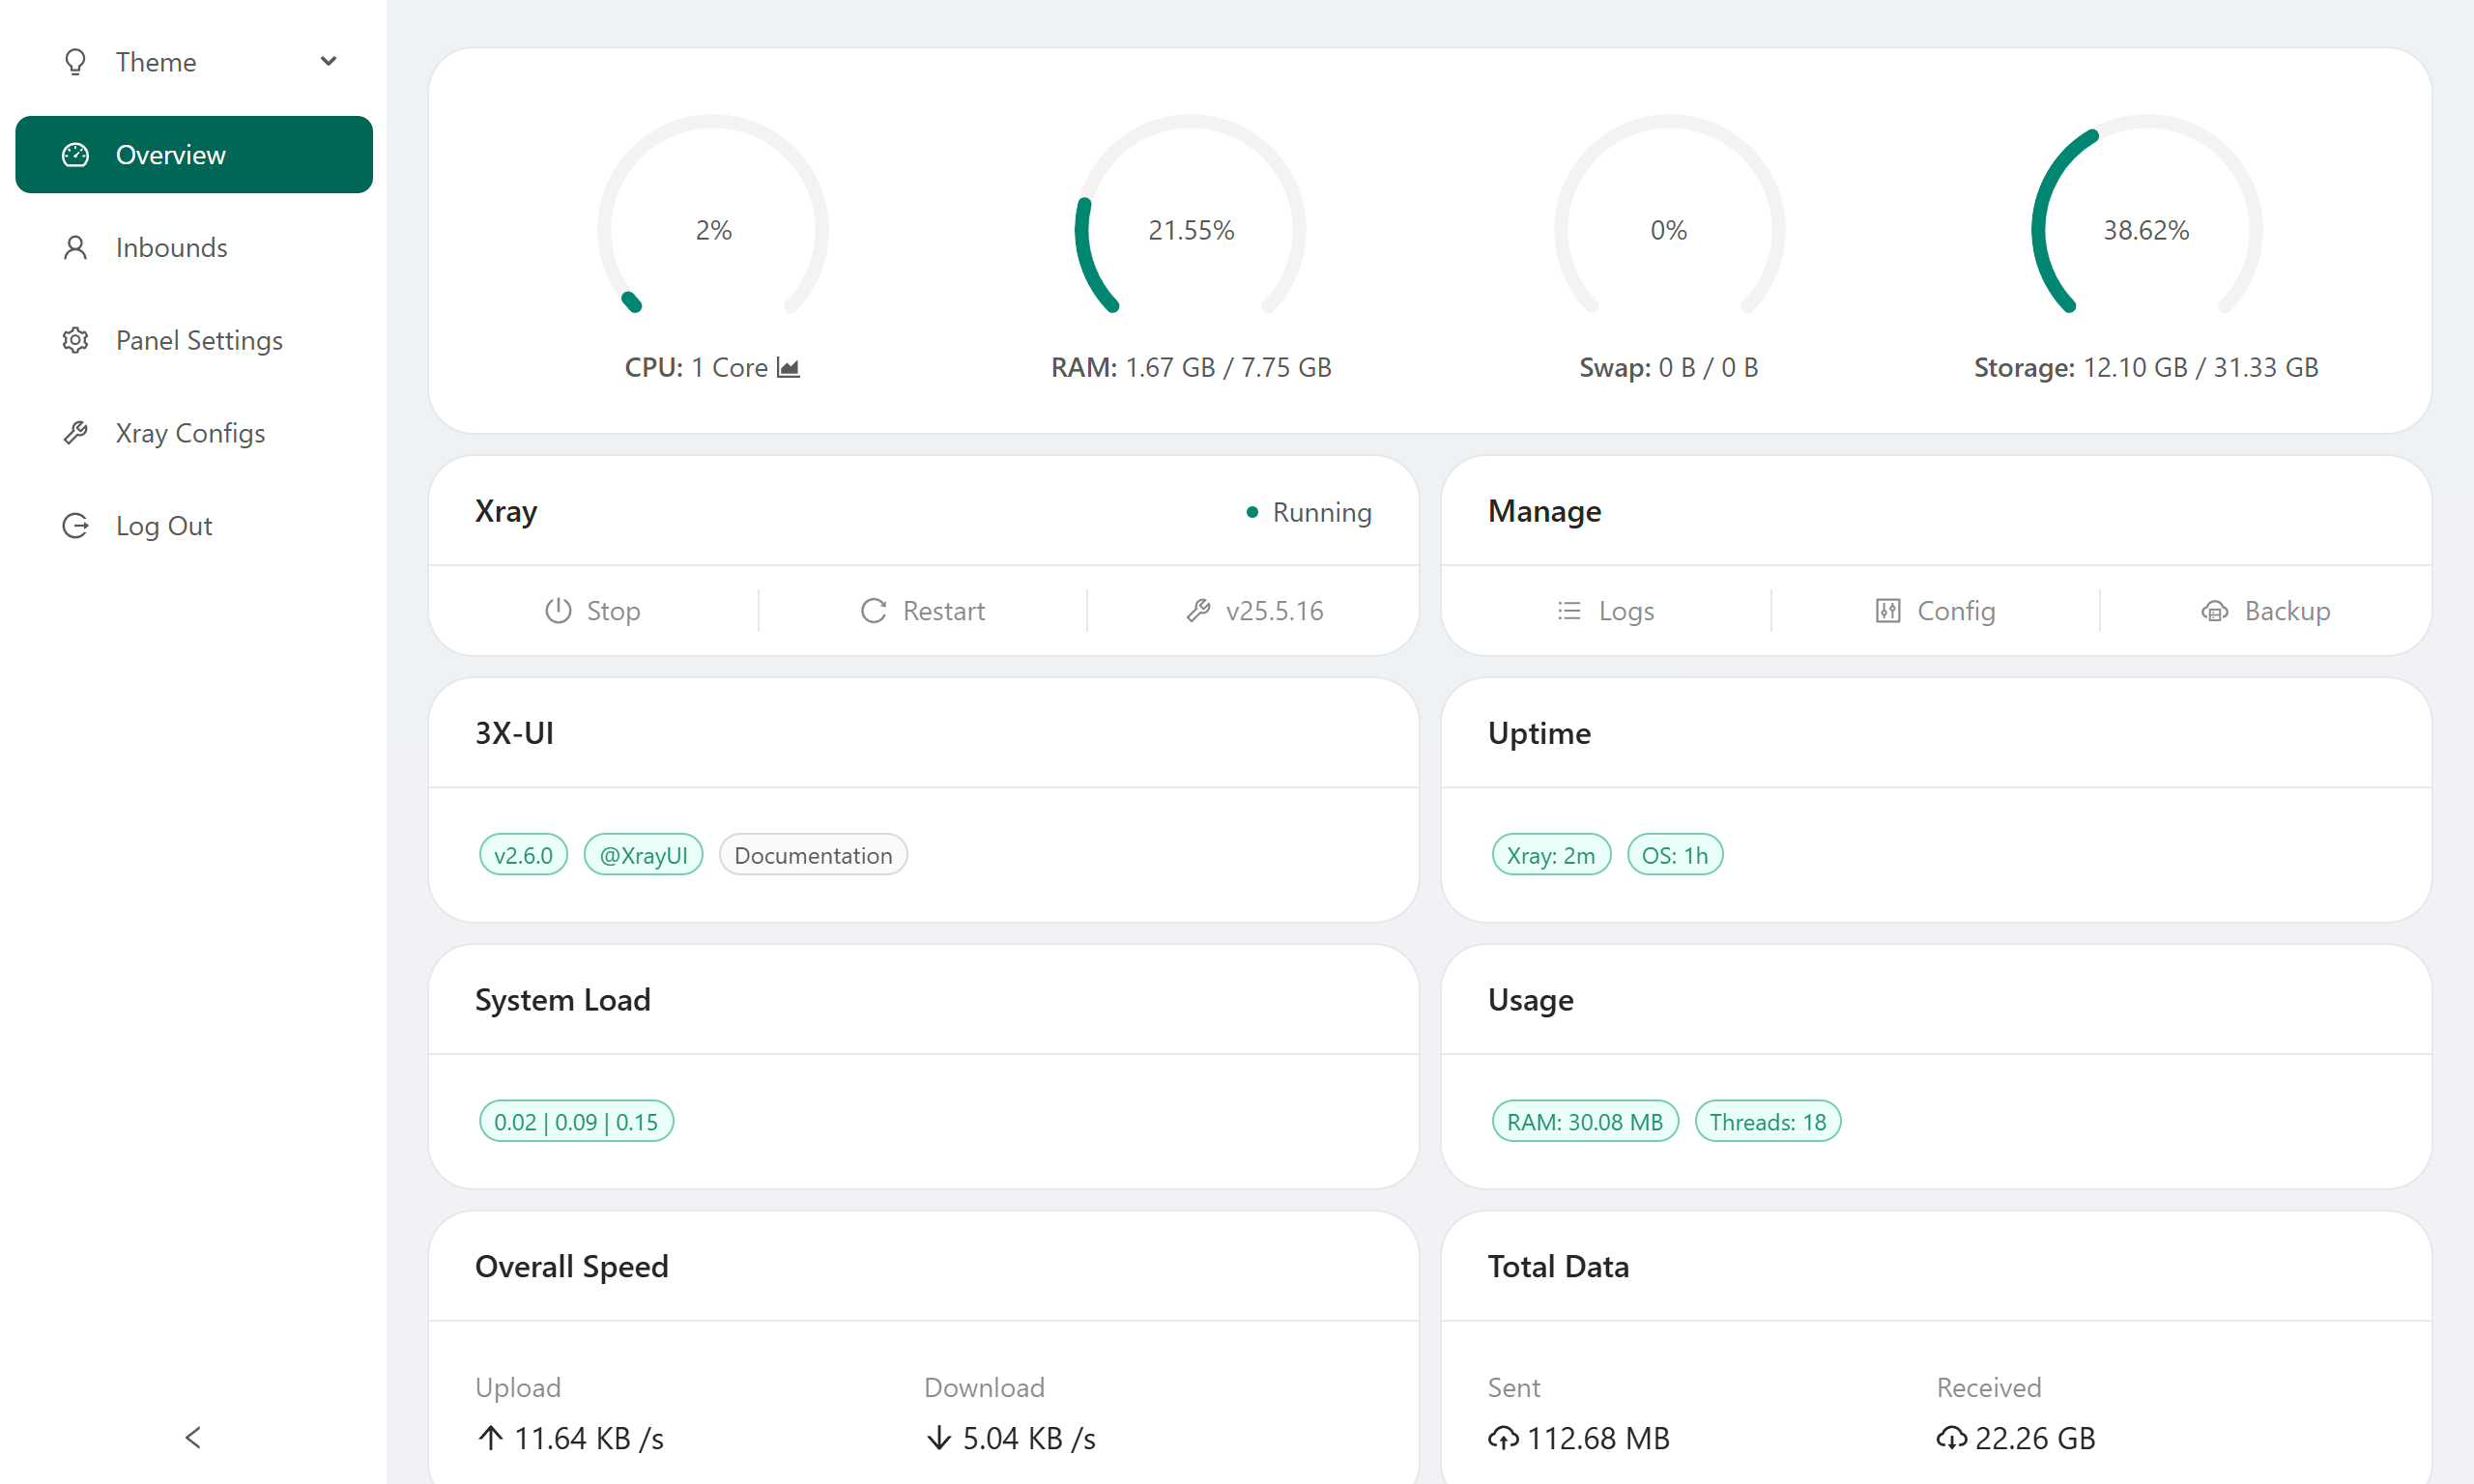 Theme
Overview
Inbounds
Panel Settings
Xray Configs
Log Out
2%
21.55%
0%
38.62%
CPU: 1 Core
RAM: 1.67 GB / 7.75 GB
Swap: 0 B / 0 B
Storage: 12.10 GB / 31.33 GB
Xray
Running
Stop
Restart
v25.5.16
Manage
Logs
Config
Backup
3X-UI
v2.6.0
@XrayUI
Documentation
Uptime
Xray: 2m
OS: 1h
System Load
0.02 | 0.09 | 0.15
Usage
RAM: 30.08 MB
Threads: 18
Overall Speed
Upload
11.64 KB /s
Download
5.04 KB /s
Total Data
Sent
112.68 MB
Received
22.26 GB